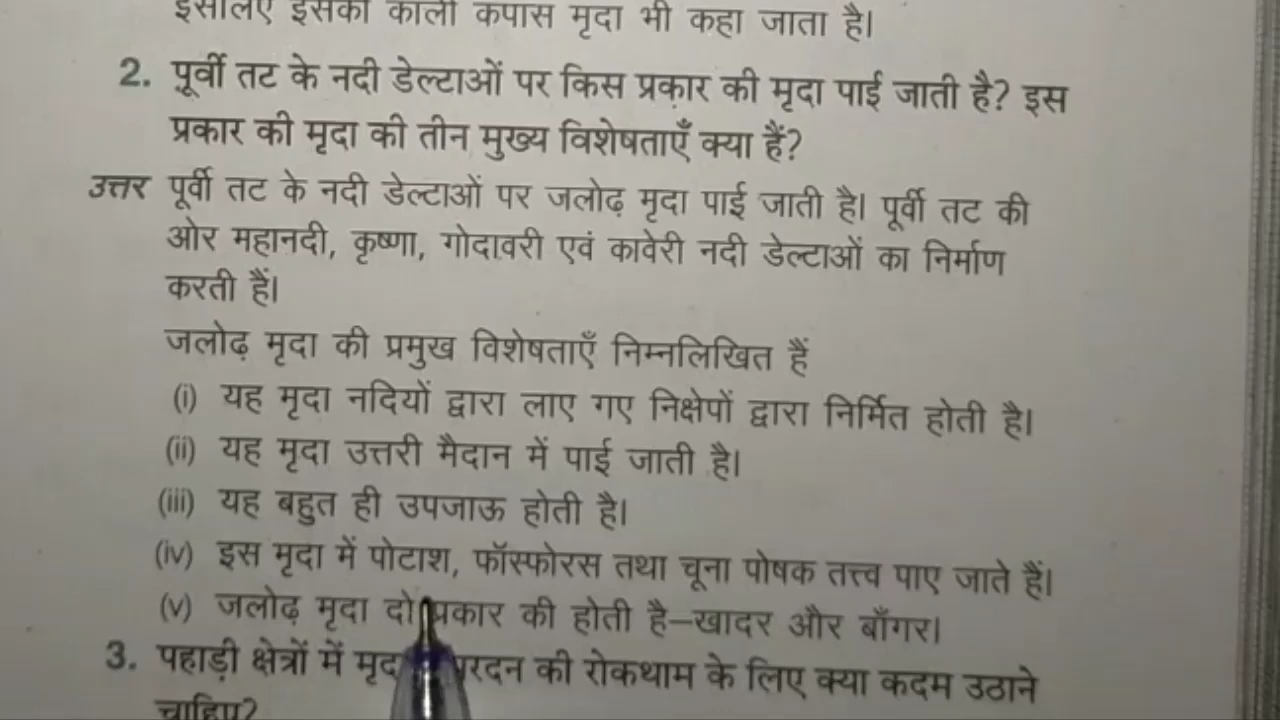 इसलिए इसको काली कपास मृदा भी कहा जाता है।
2. पूर्वी तट के नदी डेल्टाओं पर किस प्रकार की मृदा पाई जाती है? इस
प्रकार की मृदा की तीन मुख्य विशेषताएँ क्या हैं?
उत्तर पूर्वी तट के नदी डेल्टाओं पर जलोढ़ मृदा पाई जाती है। पूर्वी तट की
ओर महानदी, कृष्णा, गोदावरी एवं कावेरी नदी डेल्टाओं का निर्माण
करती हैं।
जलोढ़ मृदा की प्रमुख विशेषताएँ निम्नलिखित हैं
(i) यह मृदा नदियों द्वारा लाए गए निक्षेपों द्वारा निर्मित होती है।
(ii) यह मृदा उत्तरी मैदान में पाई जाती है।
(iii) यह बहुत ही उपजाऊ होती है।
(iv) इस मृदा में पोटाश, फॉस्फोरस तथा चूना पोषक तत्त्व पाए जाते हैं।
(v) जलोढ़ मृदा दो प्रकार की होती है—खादर और बाँगर।
3. पहाड़ी क्षेत्रों में की रोकथाम के लिए क्या कदम उठाने
चाहिए?